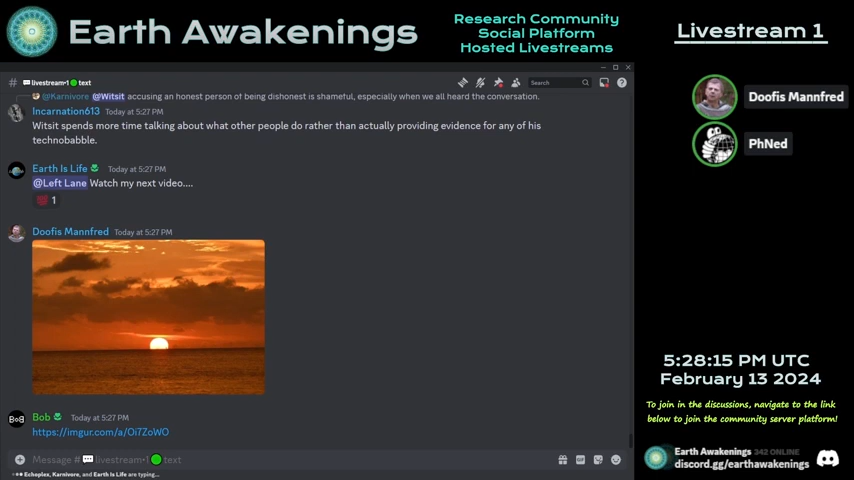 Earth Awakenings
Research Community
Social Platform
Hosted Livestreams
Livestream 1
# livestream•1 text
Search
@Karnivore @Witsit accusing an honest person of being dishonest is shameful, especially when we all heard the conversation.
Incarnation613 Today at 5:27 PM
Witsit spends more time talking about what other people do rather than actually providing evidence for any of his
technobabble.
Earth Is Life Today at 5:27 PM
@Left Lane Watch my next video....
1
Doofis Mannfred Today at 5:27 PM
BOB
Bob Today at 5:27 PM
https://imgur.com/a/Oi7ZoWO
Message # livestream•1 text
GIF
Echoplex, Karnivore, and Earth Is Life are typing...
Doofis Mannfred
PhNed
5:28:15 PM UTC
February 13 2024
To join in the discussions, navigate to the link
below to join the community server platform!
Earth Awakenings 342 ONLINE
discord.gg/earthawakenings